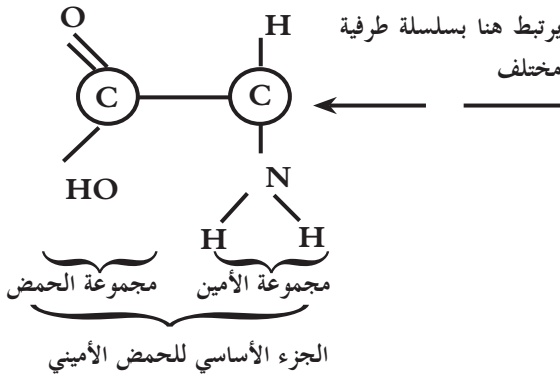 O
H
يرتبط هنا بسلسلة طرفية
مختلف
C
C
HO
N
H
H
مجموعة الأمين
مجموعة الحمض
الجزء الأساسي للحمض الأميني